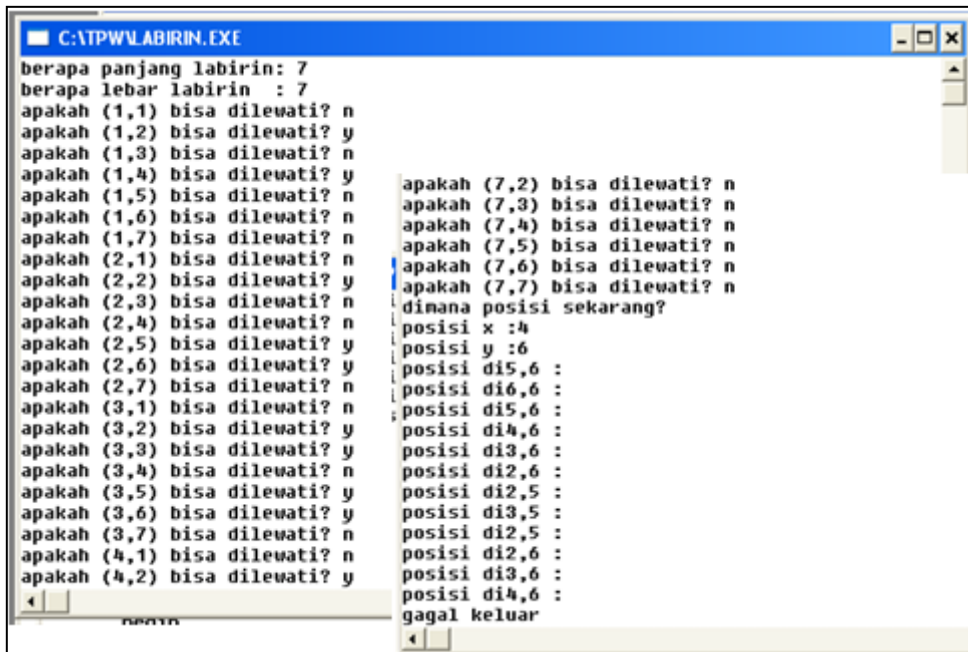 C:\TPW\LABIRIN.EXE
berapa panjang labirin: 7
berapa lebar labirin  : 7
apakah (1,1) bisa dilewati? n
apakah (1,2) bisa dilewati? y
apakah (1,3) bisa dilewati? n
apakah (1,4) bisa dilewati? y
apakah (1,5) bisa dilewati? n
apakah (1,6) bisa dilewati? n
apakah (1,7) bisa dilewati? n
apakah (2,1) bisa dilewati? n
apakah (2,2) bisa dilewati? y
apakah (2,3) bisa dilewati? n
apakah (2,4) bisa dilewati? n
apakah (2,5) bisa dilewati? y
apakah (2,6) bisa dilewati? y
apakah (2,7) bisa dilewati? n
apakah (3,1) bisa dilewati? n
apakah (3,2) bisa dilewati? y
apakah (3,3) bisa dilewati? y
apakah (3,4) bisa dilewati? n
apakah (3,5) bisa dilewati? y
apakah (3,6) bisa dilewati? y
apakah (3,7) bisa dilewati? n
apakah (4,1) bisa dilewati? n
apakah (4,2) bisa dilewati? y
apakah (7,2) bisa dilewati? n
apakah (7,3) bisa dilewati? n
apakah (7,4) bisa dilewati? n
apakah (7,5) bisa dilewati? n
apakah (7,6) bisa dilewati? n
apakah (7,7) bisa dilewati? n
dimana posisi sekarang?
posisi x :4
posisi y :6
posisi di5,6 :
posisi di6,6 :
posisi di5,6 :
posisi di4,6 :
posisi di3,6 :
posisi di2,6 :
posisi di2,5 :
posisi di3,5 :
posisi di2,5 :
posisi di2,6 :
posisi di3,6 :
posisi di4,6 :
gagal keluar